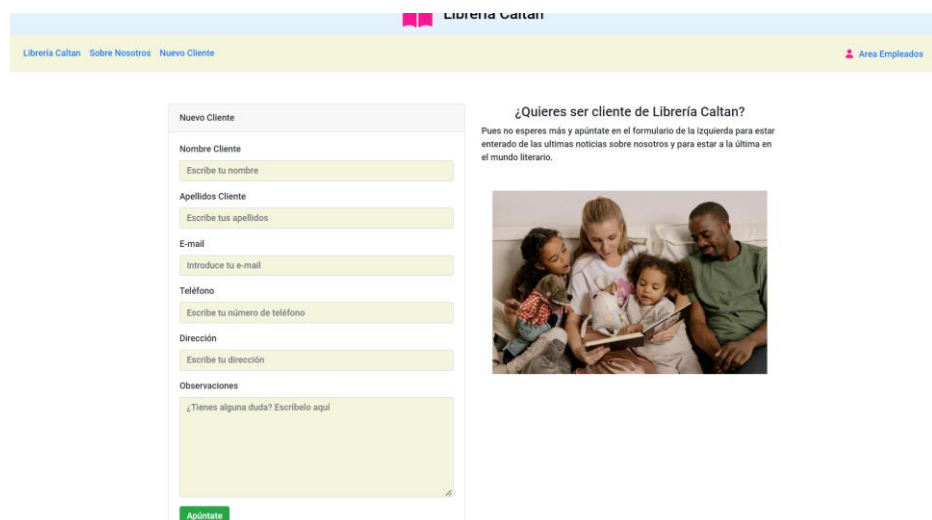 Librería Caltan
Librería Caltan Sobre Nosotros Nuevo Cliente Area Empleados
Nuevo Cliente
Nombre Cliente
Escribe tu nombre
Apellidos Cliente
Escribe tus apellidos
E-mail
Introduce tu e-mail
Teléfono
Escribe tu número de teléfono
Dirección
Escribe tu dirección
Observaciones
¿Tienes alguna duda? Escríbelo aquí
Apúntate
¿Quieres ser cliente de Librería Caltan?
Pues no esperes más y apúntate en el formulario de la izquierda para estar
enterado de las ultimas noticias sobre nosotros y para estar a la última en
el mundo literario.